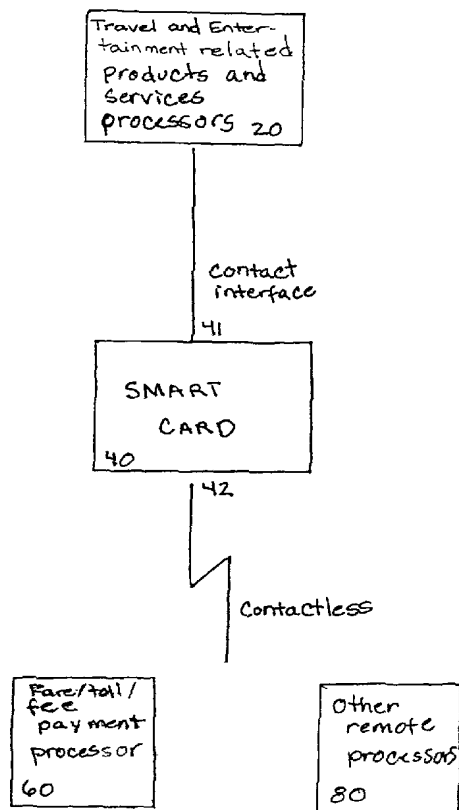 Travel and Enter-
tainment related
products and
services
processors 20
contact
interface
41
SMART
CARD
40
42
Contactless
Fare/toll/
fee
payment
processor
60
Other
remote
processors
80